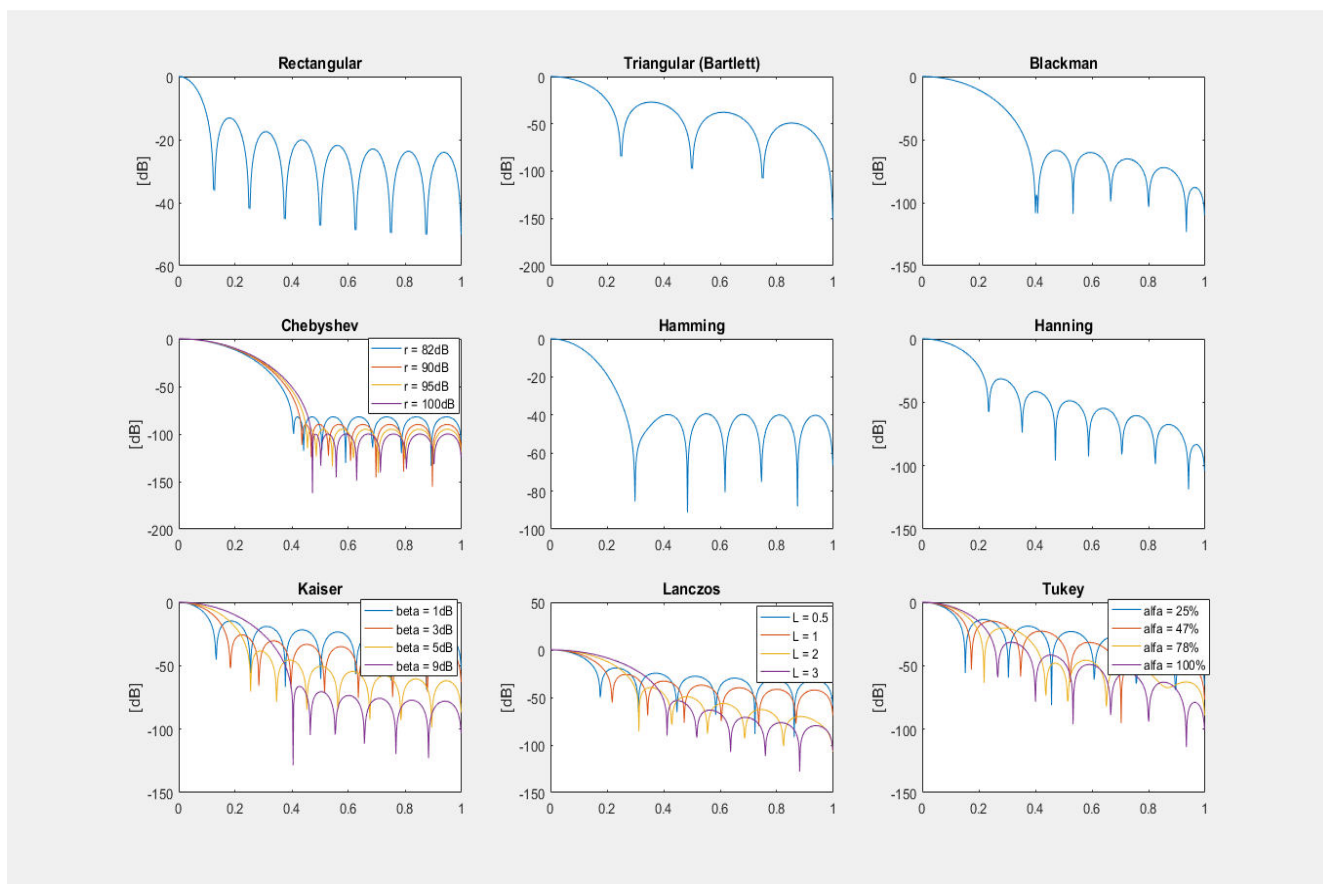 Rectangular
[dB]
0
-20
-40
-60
0 0.2 0.4 0.6 0.8 1
Triangular (Bartlett)
[dB]
0
-50
-100
-150
-200
0 0.2 0.4 0.6 0.8 1
Blackman
[dB]
0
-50
-100
-150
0 0.2 0.4 0.6 0.8 1
Chebyshev
[dB]
0
-50
-100
-150
-200
0 0.2 0.4 0.6 0.8 1
r = 82dB
r = 90dB
r = 95dB
r = 100dB
Hamming
[dB]
0
-20
-40
-60
-80
-100
0 0.2 0.4 0.6 0.8 1
Hanning
[dB]
0
-50
-100
-150
0 0.2 0.4 0.6 0.8 1
Kaiser
[dB]
0
-50
-100
-150
0 0.2 0.4 0.6 0.8 1
beta = 1dB
beta = 3dB
beta = 5dB
beta = 9dB
Lanczos
[dB]
50
0
-50
-100
-150
0 0.2 0.4 0.6 0.8 1
L = 0.5
L = 1
L = 2
L = 3
Tukey
[dB]
0
-50
-100
-150
0 0.2 0.4 0.6 0.8 1
alfa = 25%
alfa = 47%
alfa = 78%
alfa = 100%